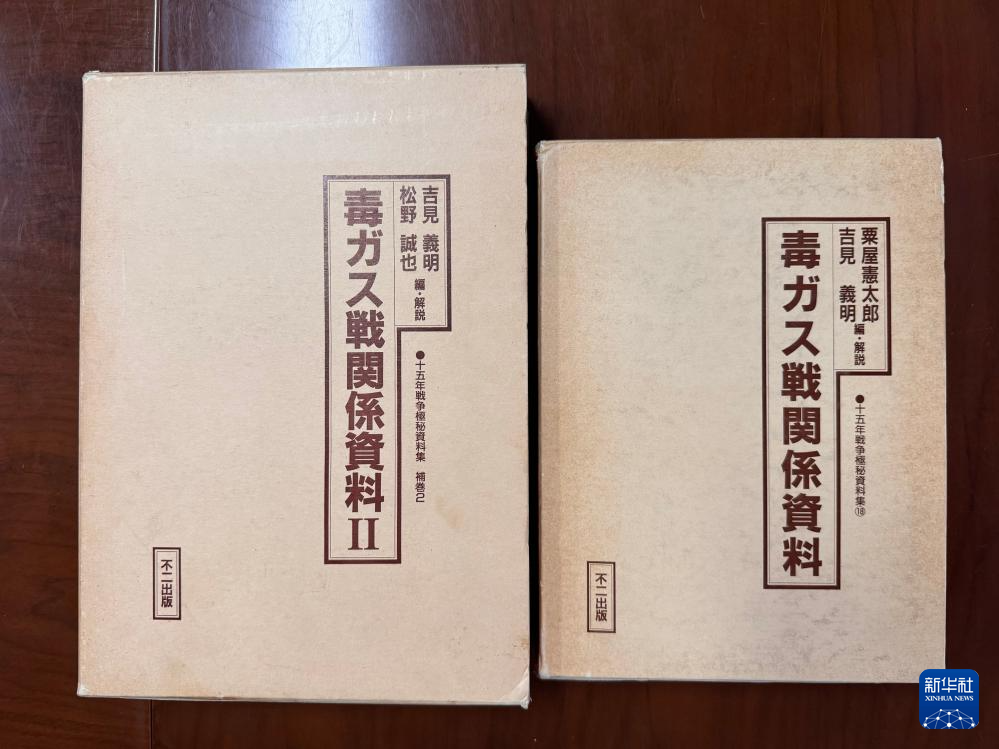 吉見 義明
松野 誠也
編・解説
毒ガス戦関係資料II
●十五年戦争極秘資料集 補巻2
不二出版
粟屋憲太郎
吉見 義明
編・解説
毒ガス戦関係資料
●十五年戦争極秘資料集⑱
不二出版
新华社
XINHUA NEWS